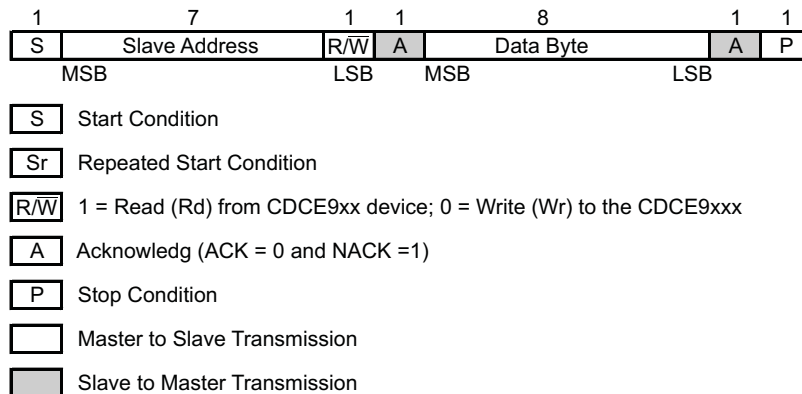 1 7 1 1 8 1 1
S Slave Address R/W̅ A Data Byte A P
MSB LSB MSB LSB
S Start Condition
Sr Repeated Start Condition
R/W̅ 1 = Read (Rd) from CDCE9xx device; 0 = Write (Wr) to the CDCE9xxx
A Acknowledg (ACK = 0 and NACK =1)
P Stop Condition
Master to Slave Transmission
Slave to Master Transmission